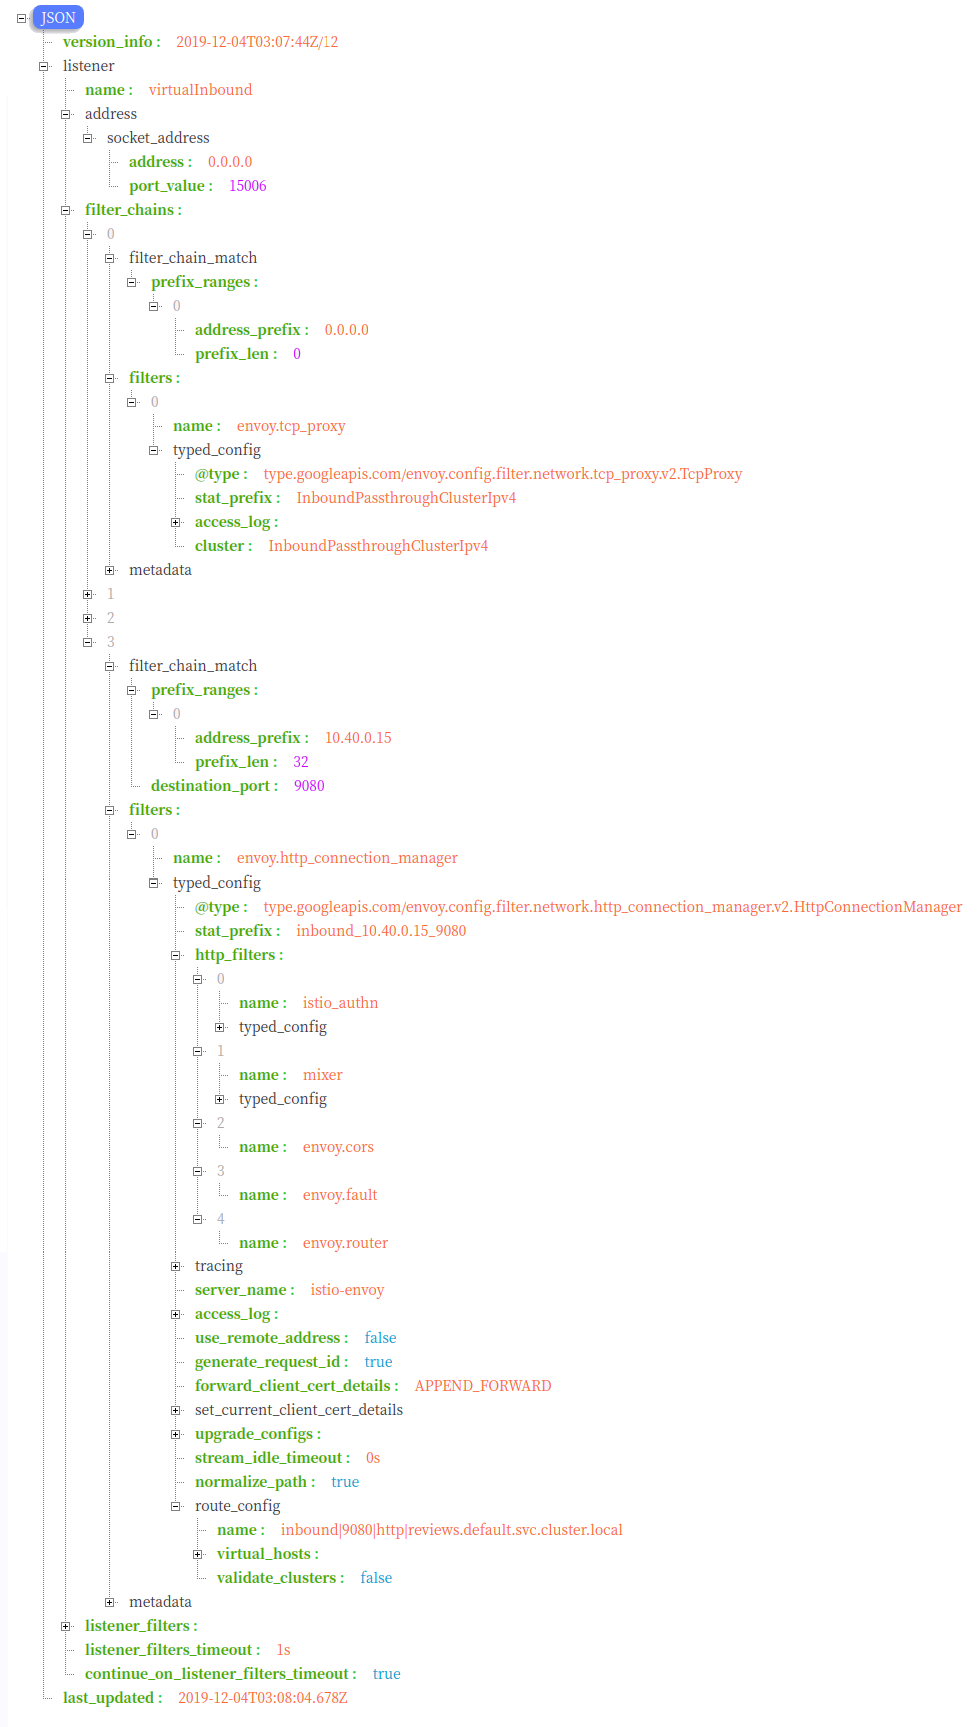 JSON
version_info : 2019-12-04T03:07:44Z/12
listener
name : virtualInbound
address
socket_address
address : 0.0.0.0
port_value : 15006
filter_chains :
0
filter_chain_match
prefix_ranges :
0
address_prefix : 0.0.0.0
prefix_len : 0
filters :
0
name : envoy.tcp_proxy
typed_config
@type : type.googleapis.com/envoy.config.filter.network.tcp_proxy.v2.TcpProxy
stat_prefix : InboundPassthroughClusterIpv4
access_log :
cluster : InboundPassthroughClusterIpv4
metadata
1
2
3
filter_chain_match
prefix_ranges :
0
address_prefix : 10.40.0.15
prefix_len : 32
destination_port : 9080
filters :
0
name : envoy.http_connection_manager
typed_config
@type : type.googleapis.com/envoy.config.filter.network.http_connection_manager.v2.HttpConnectionManager
stat_prefix : inbound_10.40.0.15_9080
http_filters :
0
name : istio_authn
typed_config
1
name : mixer
typed_config
2
name : envoy.cors
3
name : envoy.fault
4
name : envoy.router
tracing
server_name : istio-envoy
access_log :
use_remote_address : false
generate_request_id : true
forward_client_cert_details : APPEND_FORWARD
set_current_client_cert_details
upgrade_configs :
stream_idle_timeout : 0s
normalize_path : true
route_config
name : inbound|9080|http|reviews.default.svc.cluster.local
virtual_hosts :
validate_clusters : false
metadata
listener_filters :
listener_filters_timeout : 1s
continue_on_listener_filters_timeout : true
last_updated : 2019-12-04T03:08:04.678Z